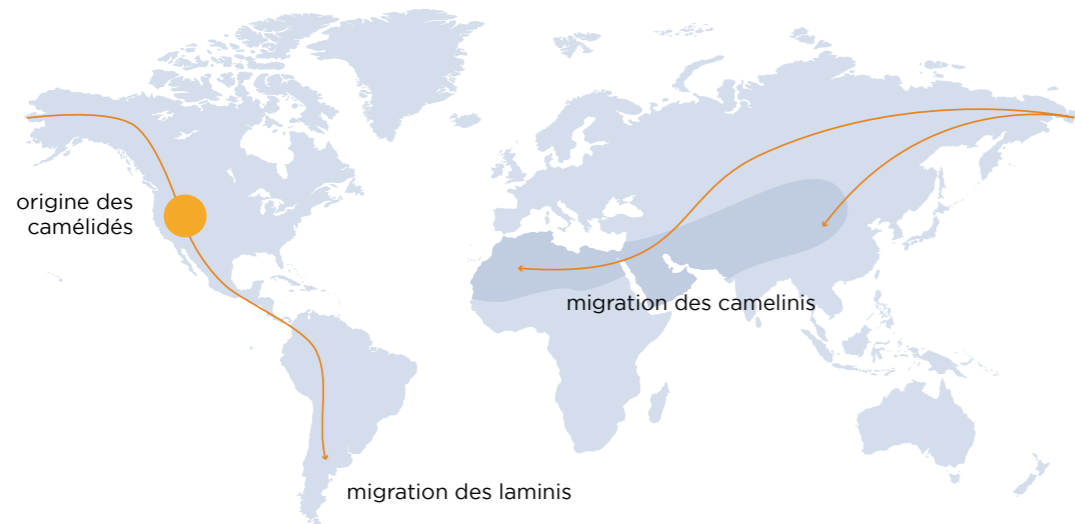 origine des
camélidés
migration des camelinis
migration des laminis